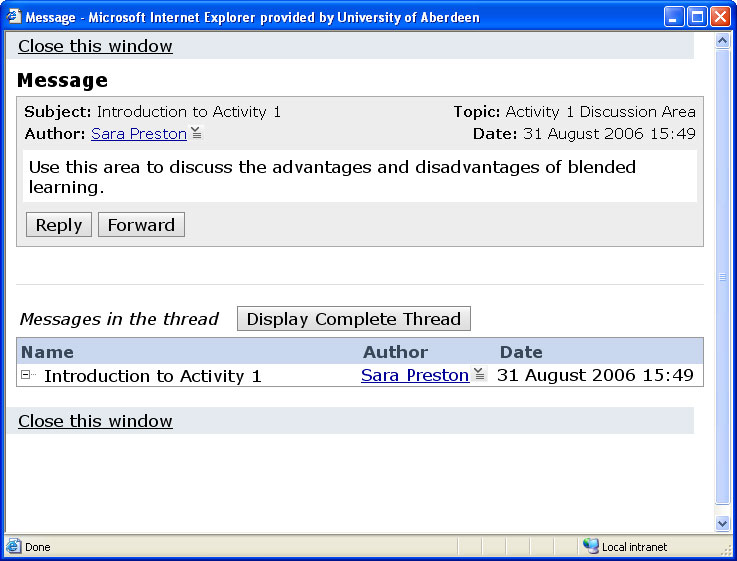 Message - Microsoft Internet Explorer provided by University of Aberdeen
Close this window
Message
Subject: Introduction to Activity 1 Topic: Activity 1 Discussion Area
Author: Sara Preston Date: 31 August 2006 15:49
Use this area to discuss the advantages and disadvantages of blended
learning.
Reply Forward
Messages in the thread Display Complete Thread
Name Author Date
Introduction to Activity 1 Sara Preston 31 August 2006 15:49
Close this window
Done Local intranet